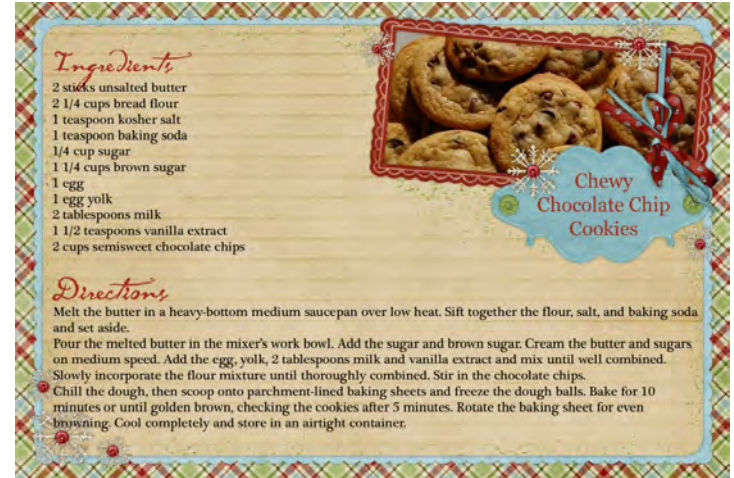 Ingredients
2 sticks unsalted butter
2 1/4 cups bread flour
1 teaspoon kosher salt
1 teaspoon baking soda
1/4 cup sugar
1 1/4 cups brown sugar
1 egg
1 egg yolk
2 tablespoons milk
1 1/2 teaspoons vanilla extract
2 cups semisweet chocolate chips
Chewy
Chocolate Chip
Cookies
Directions
Melt the butter in a heavy-bottom medium saucepan over low heat. Sift together the flour, salt, and baking soda
and set aside.
Pour the melted butter in the mixer's work bowl. Add the sugar and brown sugar. Cream the butter and sugars
on medium speed. Add the egg, yolk, 2 tablespoons milk and vanilla extract and mix until well combined.
Slowly incorporate the flour mixture until thoroughly combined. Stir in the chocolate chips.
Chill the dough, then scoop onto parchment-lined baking sheets and freeze the dough balls. Bake for 10
minutes or until golden brown, checking the cookies after 5 minutes. Rotate the baking sheet for even
browning. Cool completely and store in an airtight container.